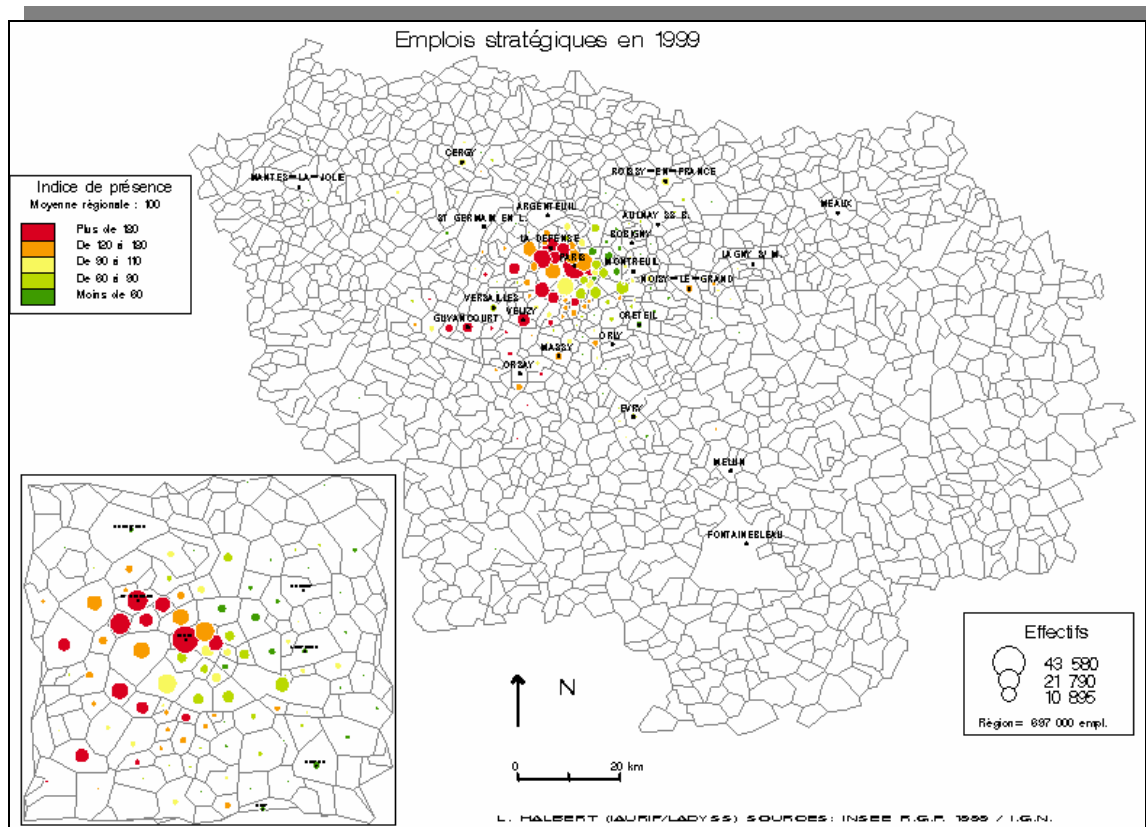 Emplois stratégiques en 1999
Indice de présence
Moyenne régionale : 100
Plus de 180
De 120 à 180
De 90 à 110
De 60 à 90
Moins de 60
CERGY
MANTES-LA-JOLIE
ROISSY-EN-FRANCE
MEAUX
ARGENTEUIL
ST GERMAIN EN L.
AULNAY SS B.
LA DEFENSE
BOBIGNY
PARIS
MONTREUIL
LAGNY S/ M.
NOISY-LE-GRAND
VERSAILLES
GUYANCOURT
VELIZY
CRETEIL
ORLY
MASSY
ORSAY
EVRY
MELUN
FONTAINEBLEAU
Effectifs
43 580
21 790
10 895
Région= 697 000 empl.
N
0 20 km
L. HALBERT (IAURIF/LADYSS) SOURCES: INSEE R.G.P. 1999 / I.G.N.